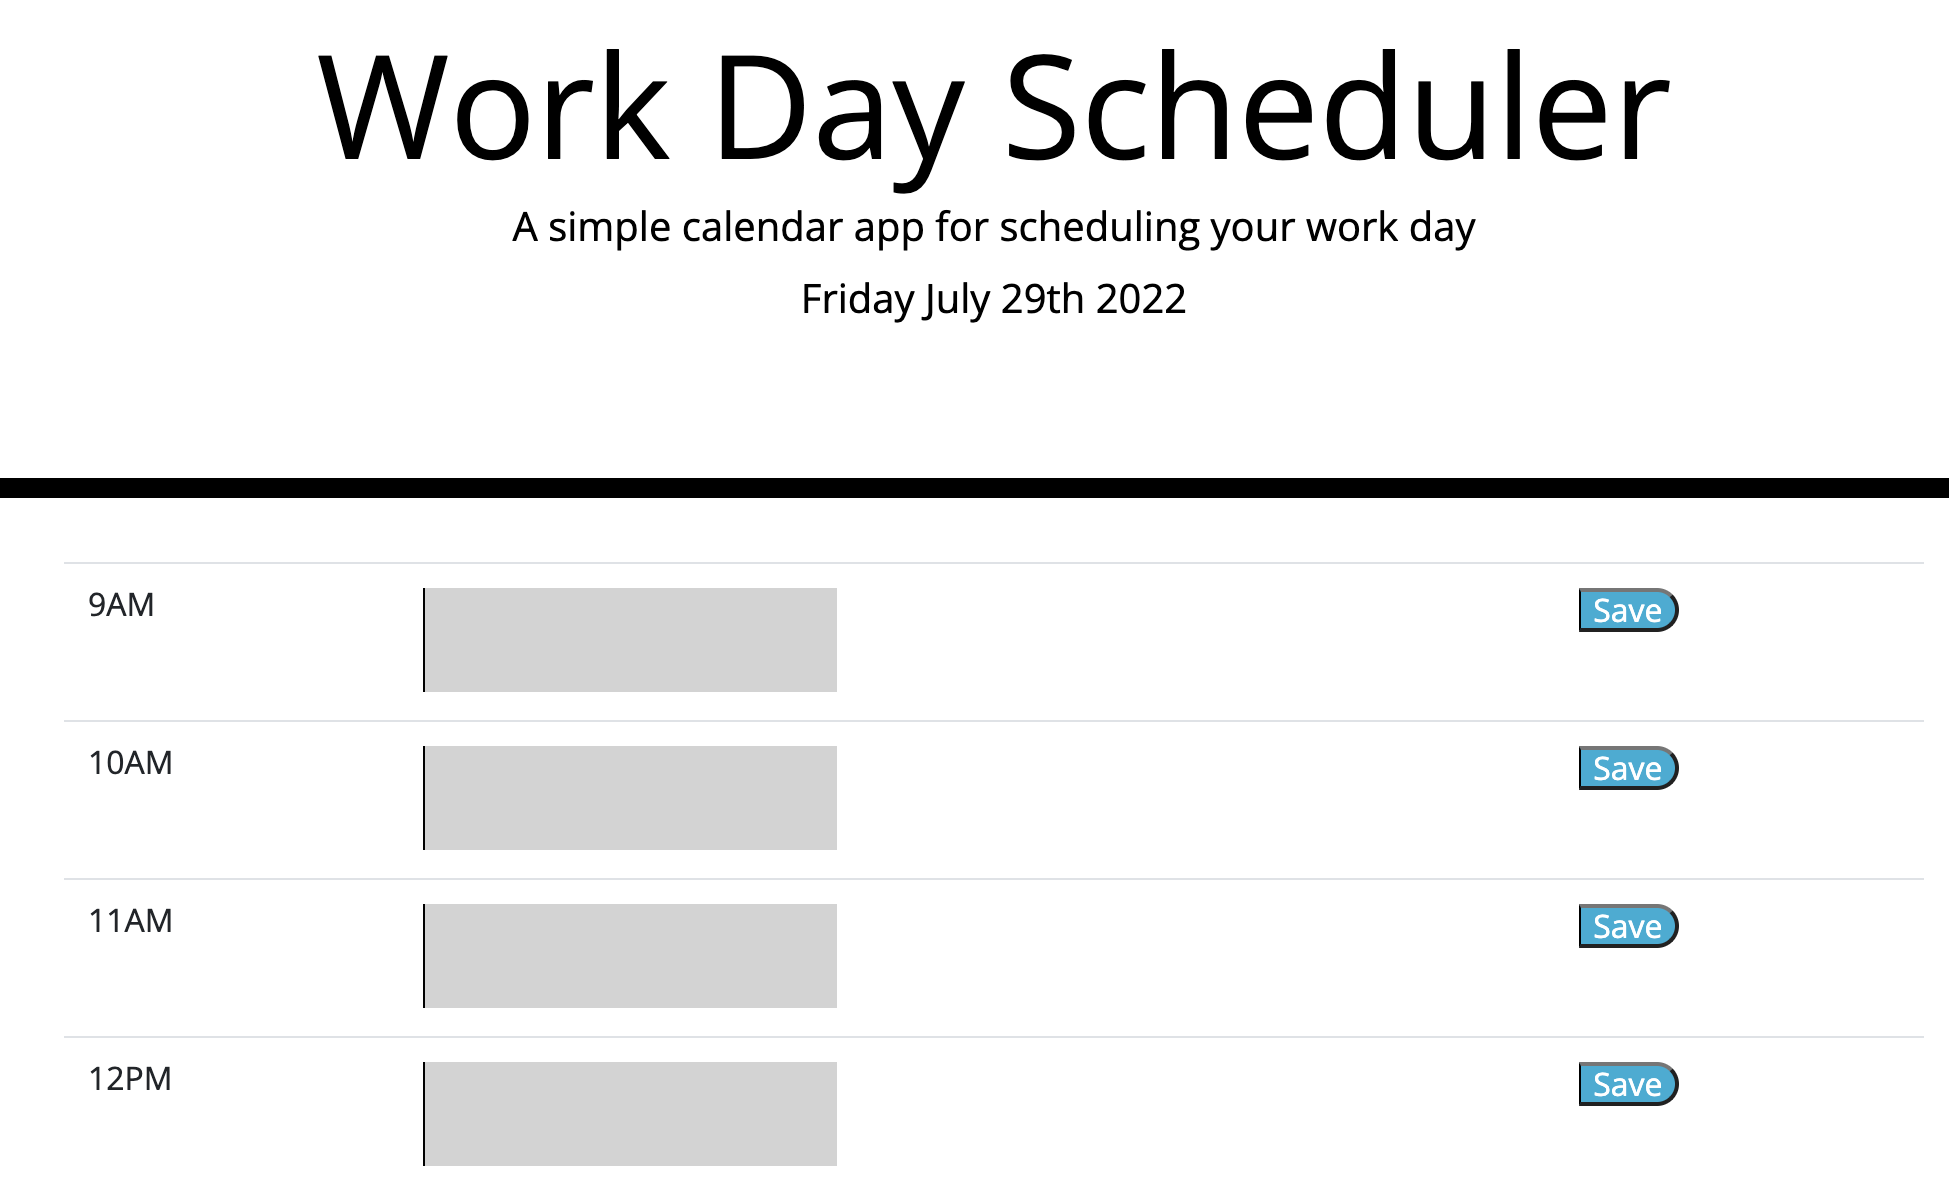 Work Day Scheduler
A simple calendar app for scheduling your work day
Friday July 29th 2022
9AM Save
10AM Save
11AM Save
12PM Save